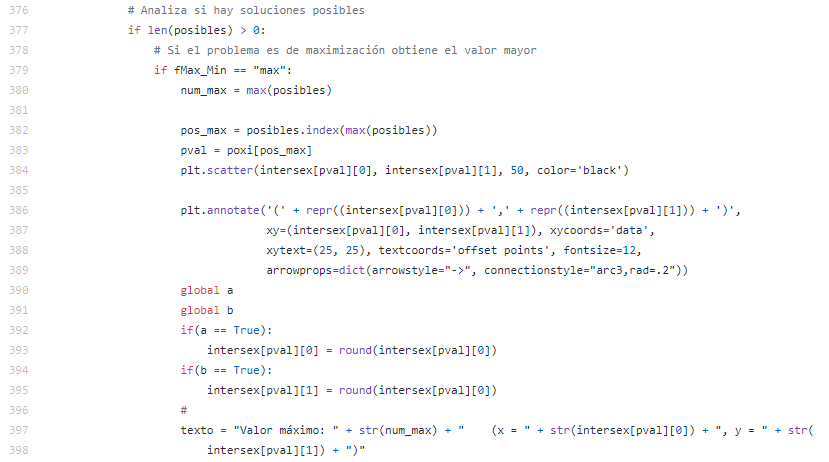 376 # Analiza si hay soluciones posibles
377 if len(posibles) > 0:
378 # Si el problema es de maximización obtiene el valor mayor
379 if fMax_Min == "max":
380 num_max = max(posibles)
381
382 pos_max = posibles.index(max(posibles))
383 pval = poxi[pos_max]
384 plt.scatter(intersex[pval][0], intersex[pval][1], 50, color='black')
385
386 plt.annotate('(' + repr((intersex[pval][0])) + ',' + repr((intersex[pval][1])) + ')',
387 xy=(intersex[pval][0], intersex[pval][1]), xycoords='data',
388 xytext=(25, 25), textcoords='offset points', fontsize=12,
389 arrowprops=dict(arrowstyle="->", connectionstyle="arc3,rad=.2"))
390 global a
391 global b
392 if(a == True):
393 intersex[pval][0] = round(intersex[pval][0])
394 if(b == True):
395 intersex[pval][1] = round(intersex[pval][0])
396 #
397 texto = "Valor máximo: " + str(num_max) + "    (x = " + str(intersex[pval][0]) + ", y = " + str(
398 intersex[pval][1]) + ")"